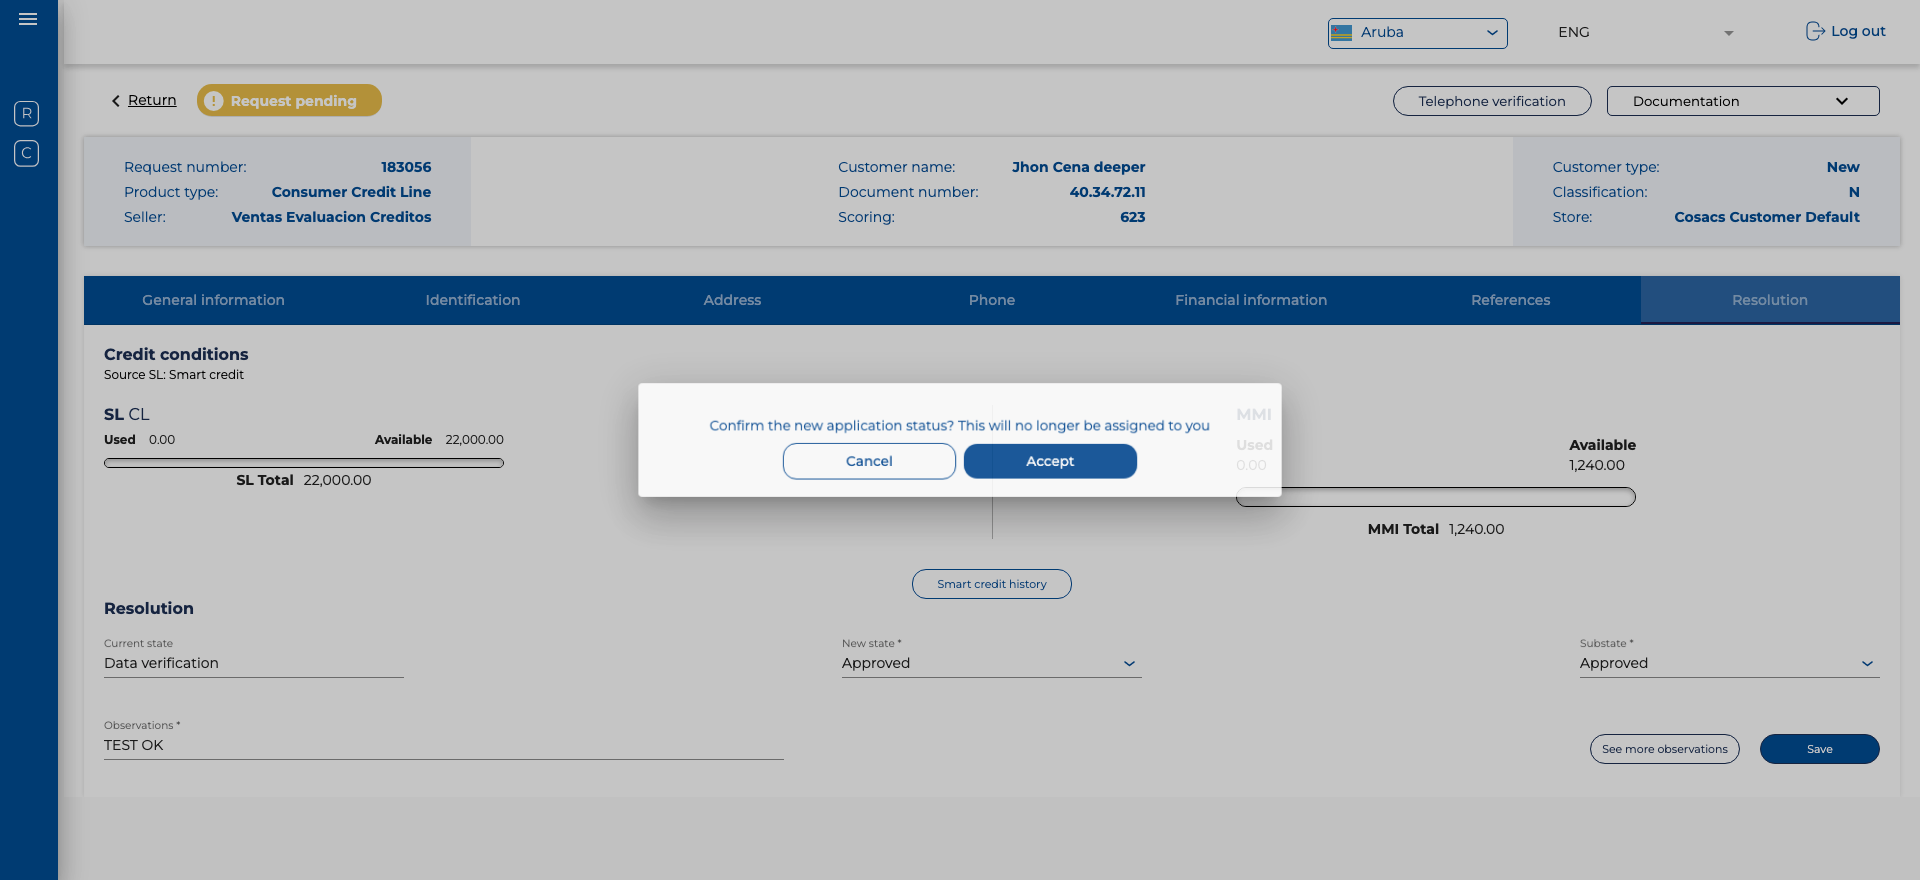 Aruba
ENG
Log out
R
C
Return
! Request pending
Telephone verification
Documentation
Request number: 183056
Product type: Consumer Credit Line
Seller: Ventas Evaluacion Creditos
Customer name: Jhon Cena deeper
Document number: 40.34.72.11
Scoring: 623
Customer type: New
Classification: N
Store: Cosacs Customer Default
General information
Identification
Address
Phone
Financial information
References
Resolution
Credit conditions
Source SL: Smart credit
SL CL
Used 0.00
Available 22,000.00
SL Total 22,000.00
Confirm the new application status? This will no longer be assigned to you
Cancel
Accept
MMI
Used
0.00
Available
1,240.00
MMI Total 1,240.00
Smart credit history
Resolution
Current state
Data verification
New state *
Approved
Substate *
Approved
Observations *
TEST OK
See more observations
Save